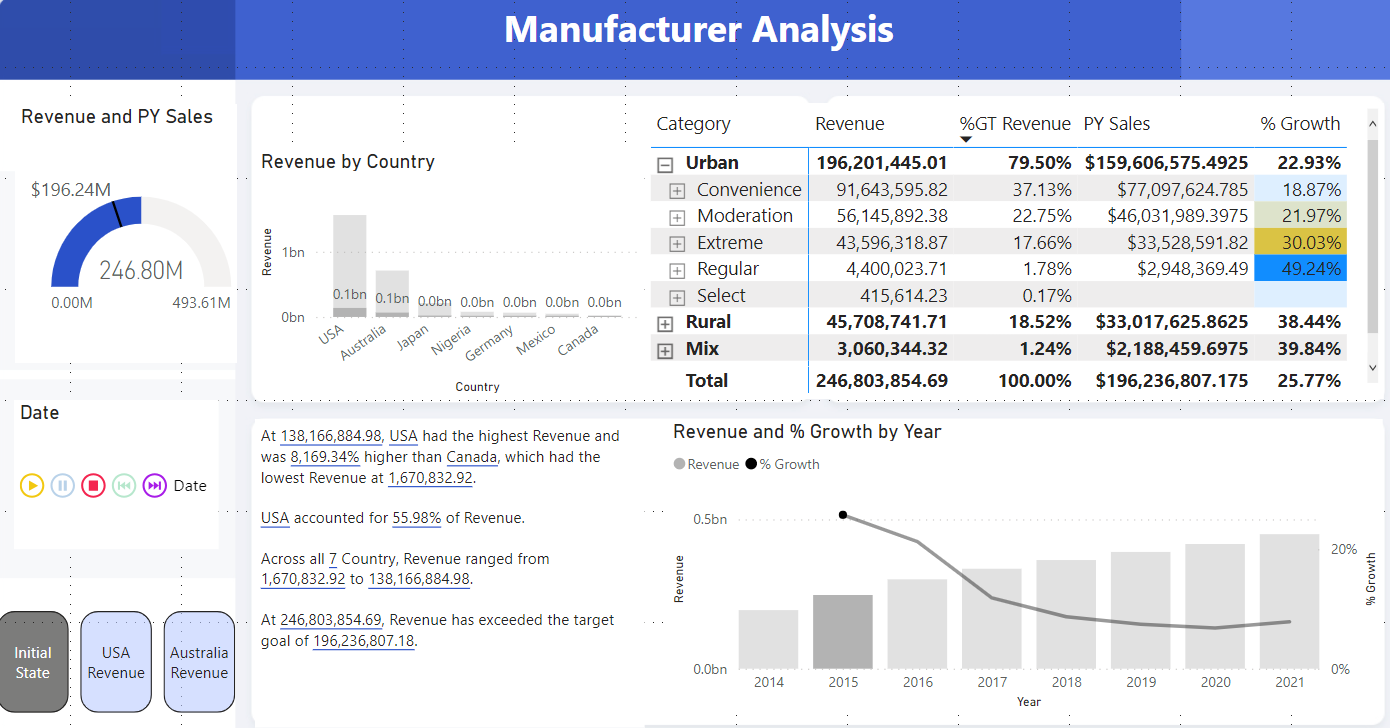 Manufacturer Analysis
Revenue and PY Sales
$196.24M
246.80M
0.00M 493.61M
Date
Date
Initial State
USA Revenue
Australia Revenue
Revenue by Country
Revenue
1bn
0bn
0.1bn 0.1bn 0.0bn 0.0bn 0.0bn 0.0bn 0.0bn
USA Australia Japan Nigeria Germany Mexico Canada
Country
Category Revenue %GT Revenue PY Sales % Growth
Urban 196,201,445.01 79.50% $159,606,575.4925 22.93%
Convenience 91,643,595.82 37.13% $77,097,624.785 18.87%
Moderation 56,145,892.38 22.75% $46,031,989.3975 21.97%
Extreme 43,596,318.87 17.66% $33,528,591.82 30.03%
Regular 4,400,023.71 1.78% $2,948,369.49 49.24%
Select 415,614.23 0.17%
Rural 45,708,741.71 18.52% $33,017,625.8625 38.44%
Mix 3,060,344.32 1.24% $2,188,459.6975 39.84%
Total 246,803,854.69 100.00% $196,236,807.175 25.77%
At 138,166,884.98, USA had the highest Revenue and
was 8,169.34% higher than Canada, which had the
lowest Revenue at 1,670,832.92.
USA accounted for 55.98% of Revenue.
Across all 7 Country, Revenue ranged from
1,670,832.92 to 138,166,884.98.
At 246,803,854.69, Revenue has exceeded the target
goal of 196,236,807.18.
Revenue and % Growth by Year
Revenue % Growth
Revenue
0.5bn
0.0bn
20%
0%
% Growth
2014 2015 2016 2017 2018 2019 2020 2021
Year